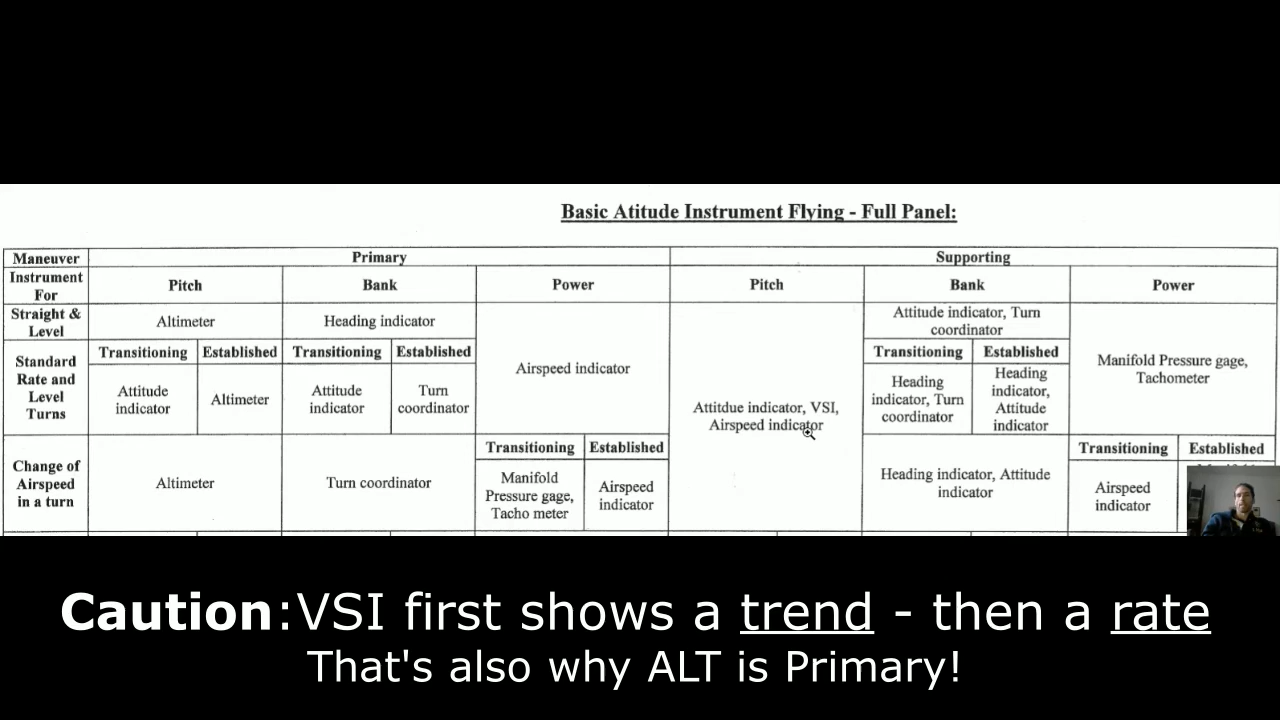 Basic Atitude Instrument Flying - Full Panel:
Maneuver
Primary
Supporting
Instrument
For
Pitch
Bank
Power
Pitch
Bank
Power
Straight &
Level
Altimeter
Heading indicator
Airspeed indicator
Attitdue indicator, VSI,
Airspeed indicator
Attitude indicator, Turn
coordinator
Manifold Pressure gage,
Tachometer
Standard
Rate and
Level
Turns
Transitioning
Established
Transitioning
Established
Transitioning
Established
Attitude
indicator
Altimeter
Attitude
indicator
Turn
coordinator
Heading
indicator, Turn
coordinator
Heading
indicator,
Attitude
indicator
Change of
Airspeed
in a turn
Altimeter
Turn coordinator
Transitioning
Established
Manifold
Pressure gage,
Tacho meter
Airspeed
indicator
Heading indicator, Attitude
indicator
Transitioning
Established
Airspeed
indicator
Caution:VSI first shows a trend - then a rate
That's also why ALT is Primary!